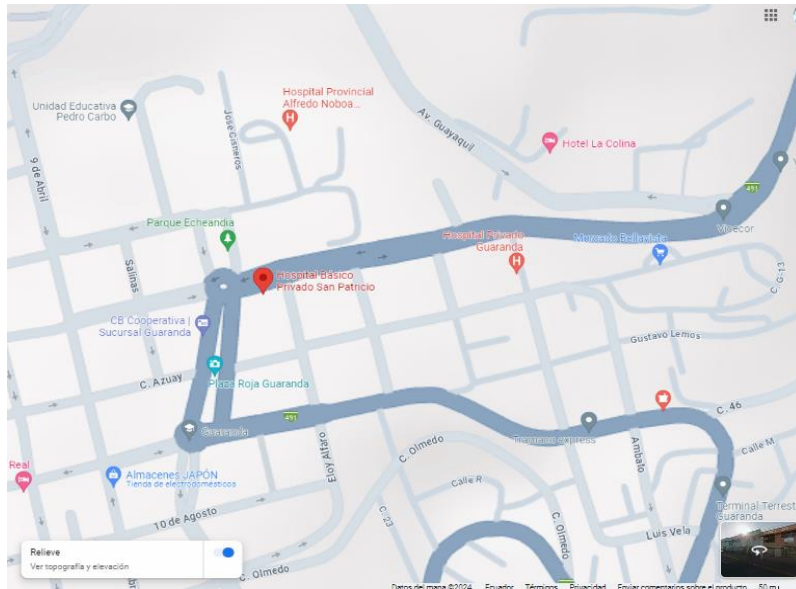 Hospital Provincial
Alfredo Noboa...
Unidad Educativa
Pedro Carbo
José Cisneros
Av. Guayaquil
Hotel La Colina
9 de Abril
491
Parque Echeandia
Vivecor
Hospital Privado
Guaranda
Mercado Bellavista
Salinas
Hospital Básico
Privado San Patricio
C. G-13
CB Cooperativa |
Sucursal Guaranda
Gustavo Lemos
C. Azuay
Plaza Roja Guaranda
C. 46
491
Guaranda
Eloy Alfaro
C. Olmedo
Ambato
Calle M
Real
Almacenes JAPÓN
Tienda de electrodomésticos
Calle R
10 de Agosto
C. 23
C. Olmedo
Luis Vela
Terminal Terrest
Guaranda
Relieve
Ver topografía y elevación
C. Olmedo
Datos del mapa ©2024 Ecuador Términos Privacidad Enviar comentarios sobre el producto 50 m